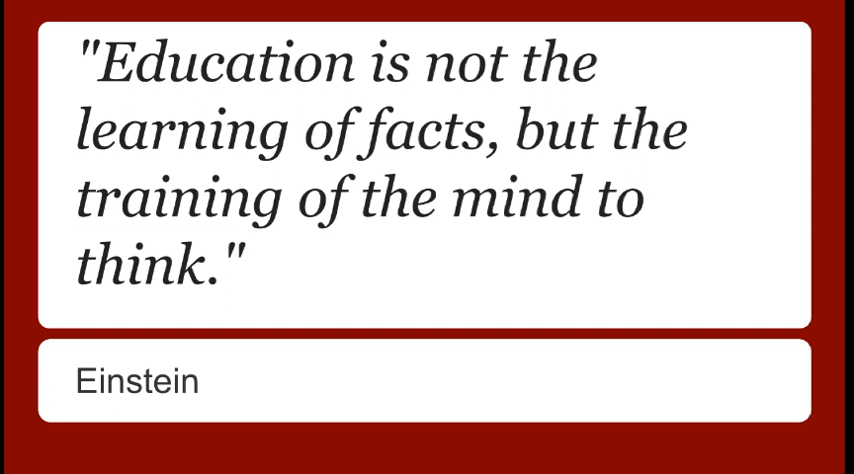 "Education is not the
learning of facts, but the
training of the mind to
think."
Einstein